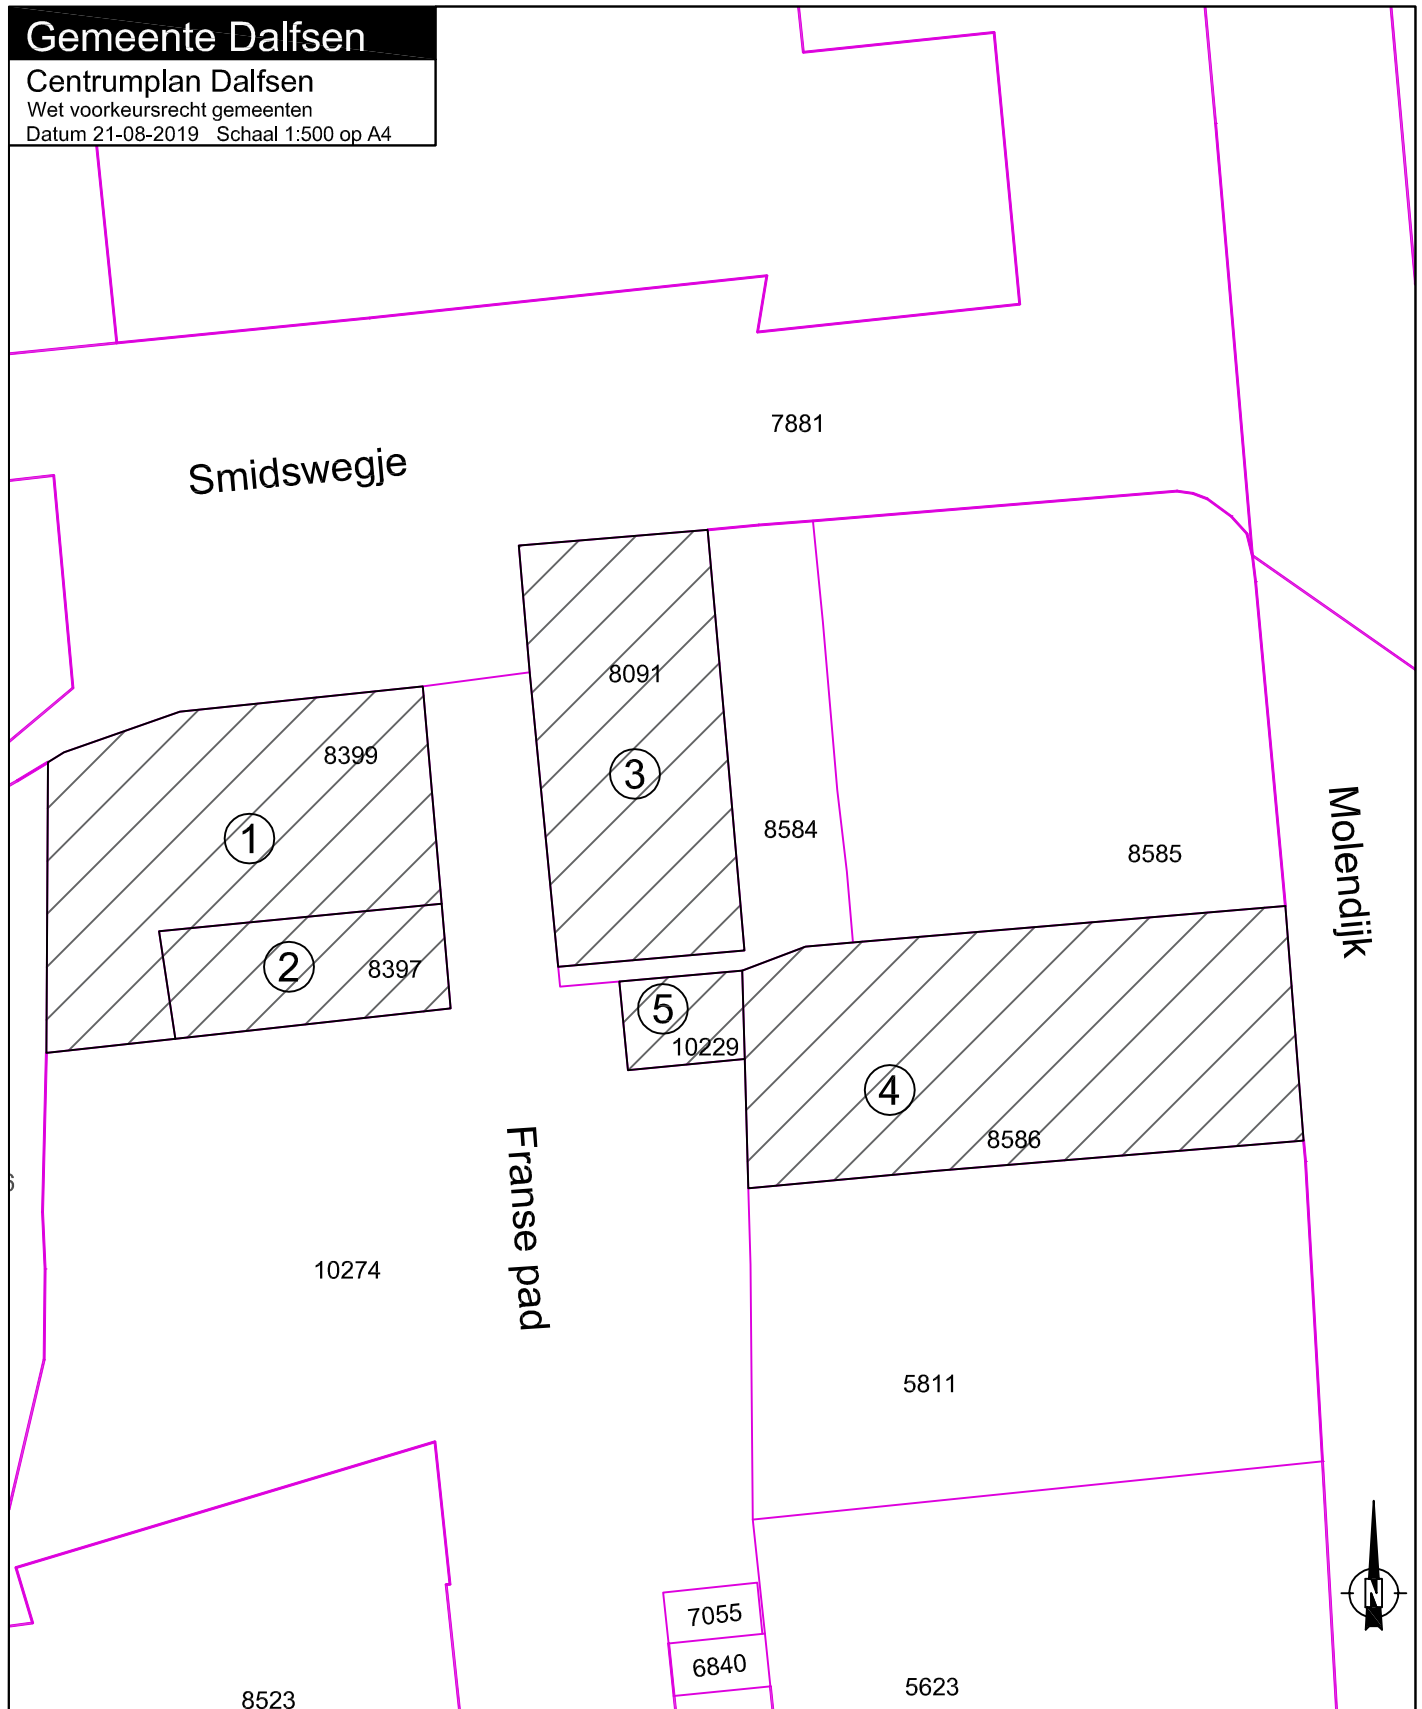 Gemeente Dalfsen
Centrumplan Dalfsen
Wet voorkeursrecht gemeenten
Datum 21-08-2019 Schaal 1:500 op A4
7881
Smidswegje
8091
8399
3
1
8584
8585
Molendijk
2
8397
5
10229
4
8586
Franse pad
10274
5811
N
7055
6840
5623
8523